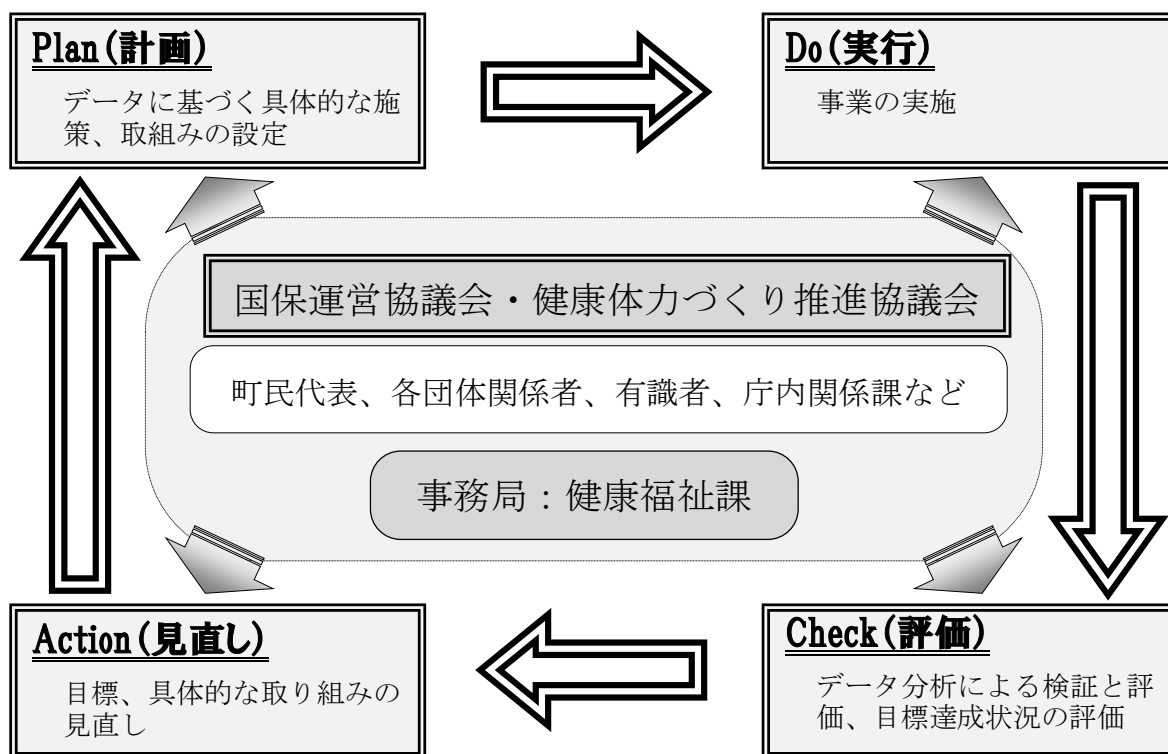 Plan(計画)
データに基づく具体的な施
策、取組みの設定
Do(実行)
事業の実施
国保運営協議会・健康体力づくり推進協議会
町民代表、各団体関係者、有識者、庁内関係課など
事務局:健康福祉課
Action(見直し)
目標、具体的な取り組みの
見直し
Check(評価)
データ分析による検証と評
価、目標達成状況の評価